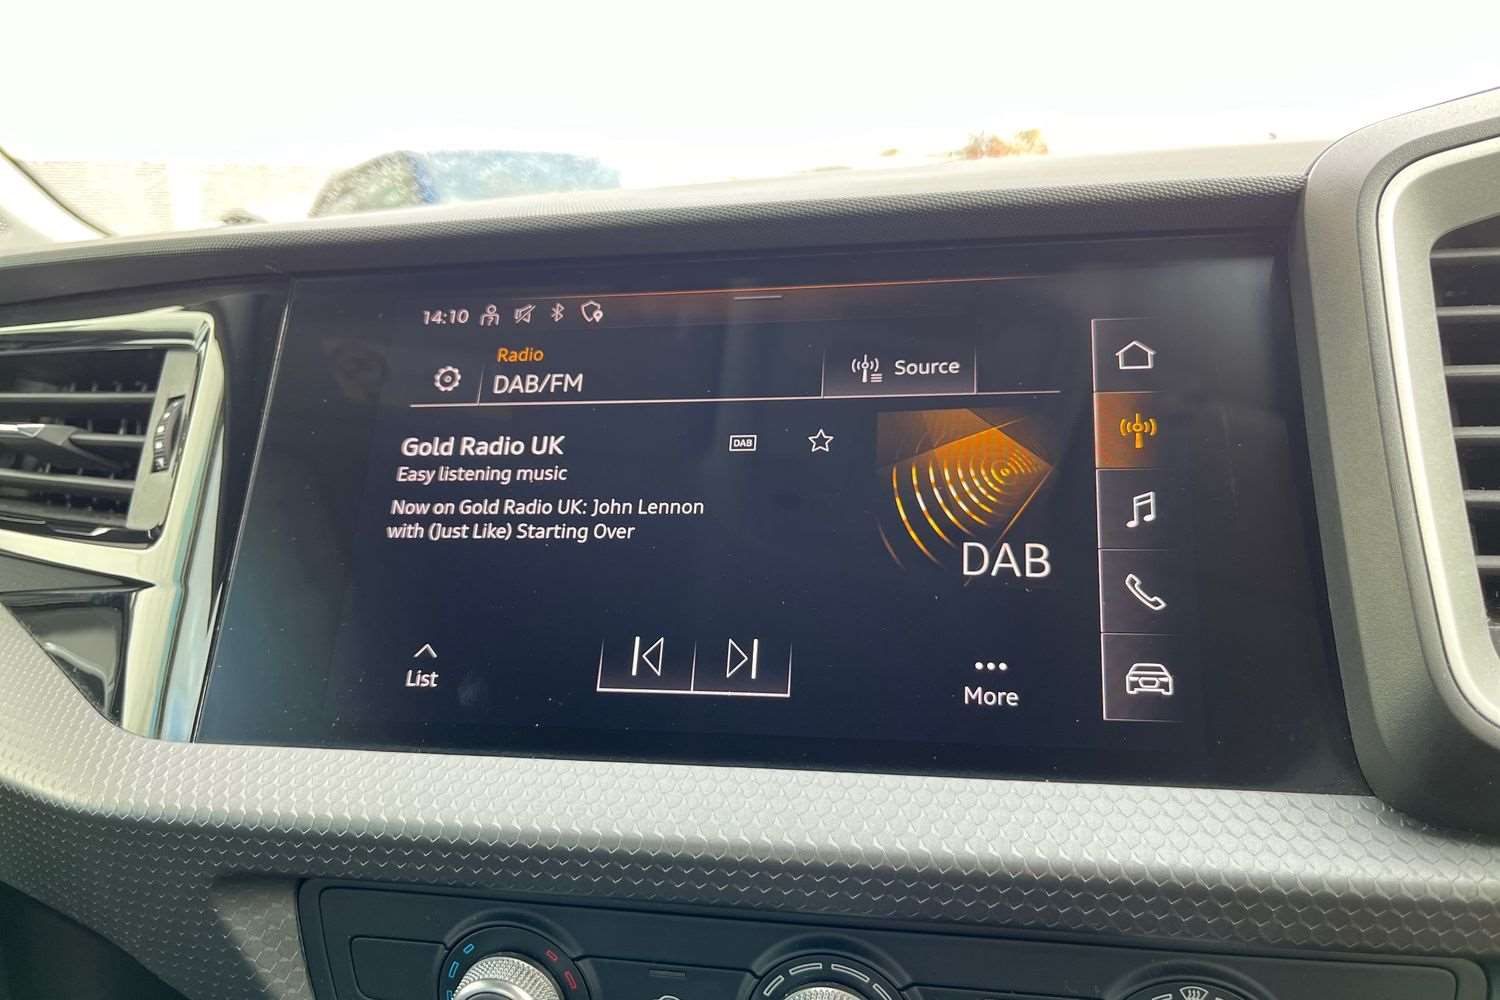 14:10
Radio
DAB/FM
Source
Gold Radio UK
DAB
Easy listening music
Now on Gold Radio UK: John Lennon
with (Just Like) Starting Over
DAB
List
More